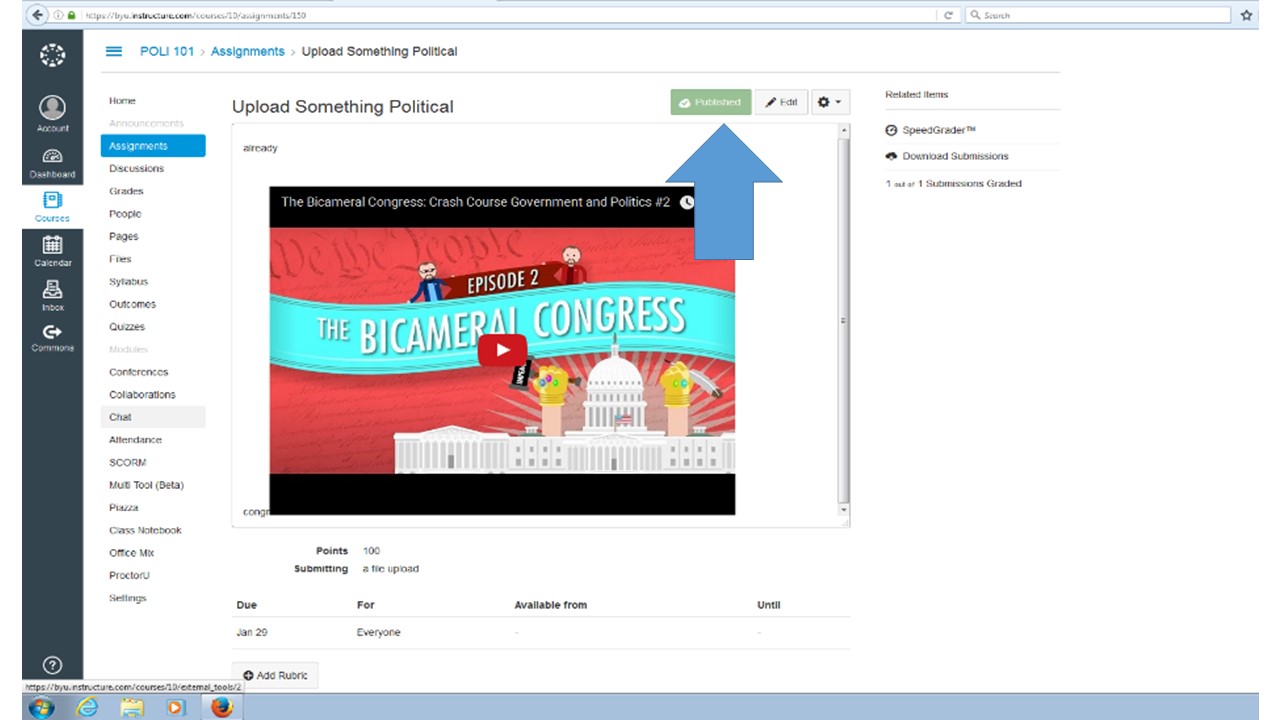 https://byu.instructure.com/courses/10/assignments/150
Search
POLI 101 > Assignments > Upload Something Political
Account
Dashboard
Courses
Calendar
Inbox
Commons
Home
Announcements
Assignments
Discussions
Grades
People
Pages
Files
Syllabus
Outcomes
Quizzes
Modules
Conferences
Collaborations
Chat
Attendance
SCORM
Multi Tool (Beta)
Piazza
Class Notebook
Office Mix
ProctorU
Settings
Upload Something Political
Published
Edit
already
The Bicameral Congress: Crash Course Government and Politics #2
We the People
EPISODE 2
THE BICAMERAL CONGRESS
congr
Points 100
Submitting a file upload
Due For Available from Until
Jan 29 Everyone - -
Add Rubric
Related Items
SpeedGrader™
Download Submissions
1 out of 1 Submissions Graded
https://byu.instructure.com/courses/10/external_tools/2